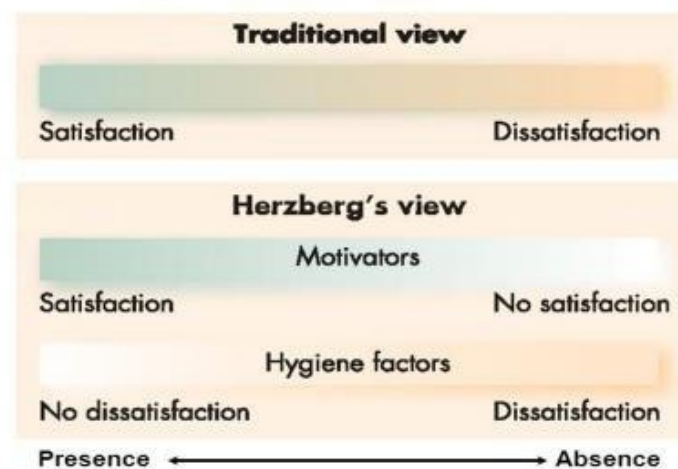 Traditional view
Satisfaction Dissatisfaction
Herzberg's view
Motivators
Satisfaction No satisfaction
Hygiene factors
No dissatisfaction Dissatisfaction
Presence Absence